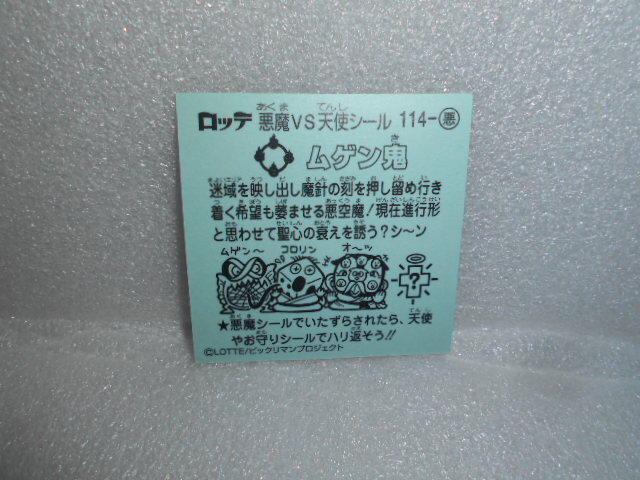 ロッテ 悪魔VS天使シール 114-悪
ムゲン鬼
迷域を映し出し魔針の刻を押し留め行き
着く希望も萎ませる悪空魔!現在進行形
と思わせて聖心の衰えを誘う?シ〜ン
ムゲン〜 コロリン オ〜ッ
?
★悪魔シールでいたずらされたら、天使
やお守りシールでハリ返そう!!
©LOTTE/ビックリマンプロジェクト